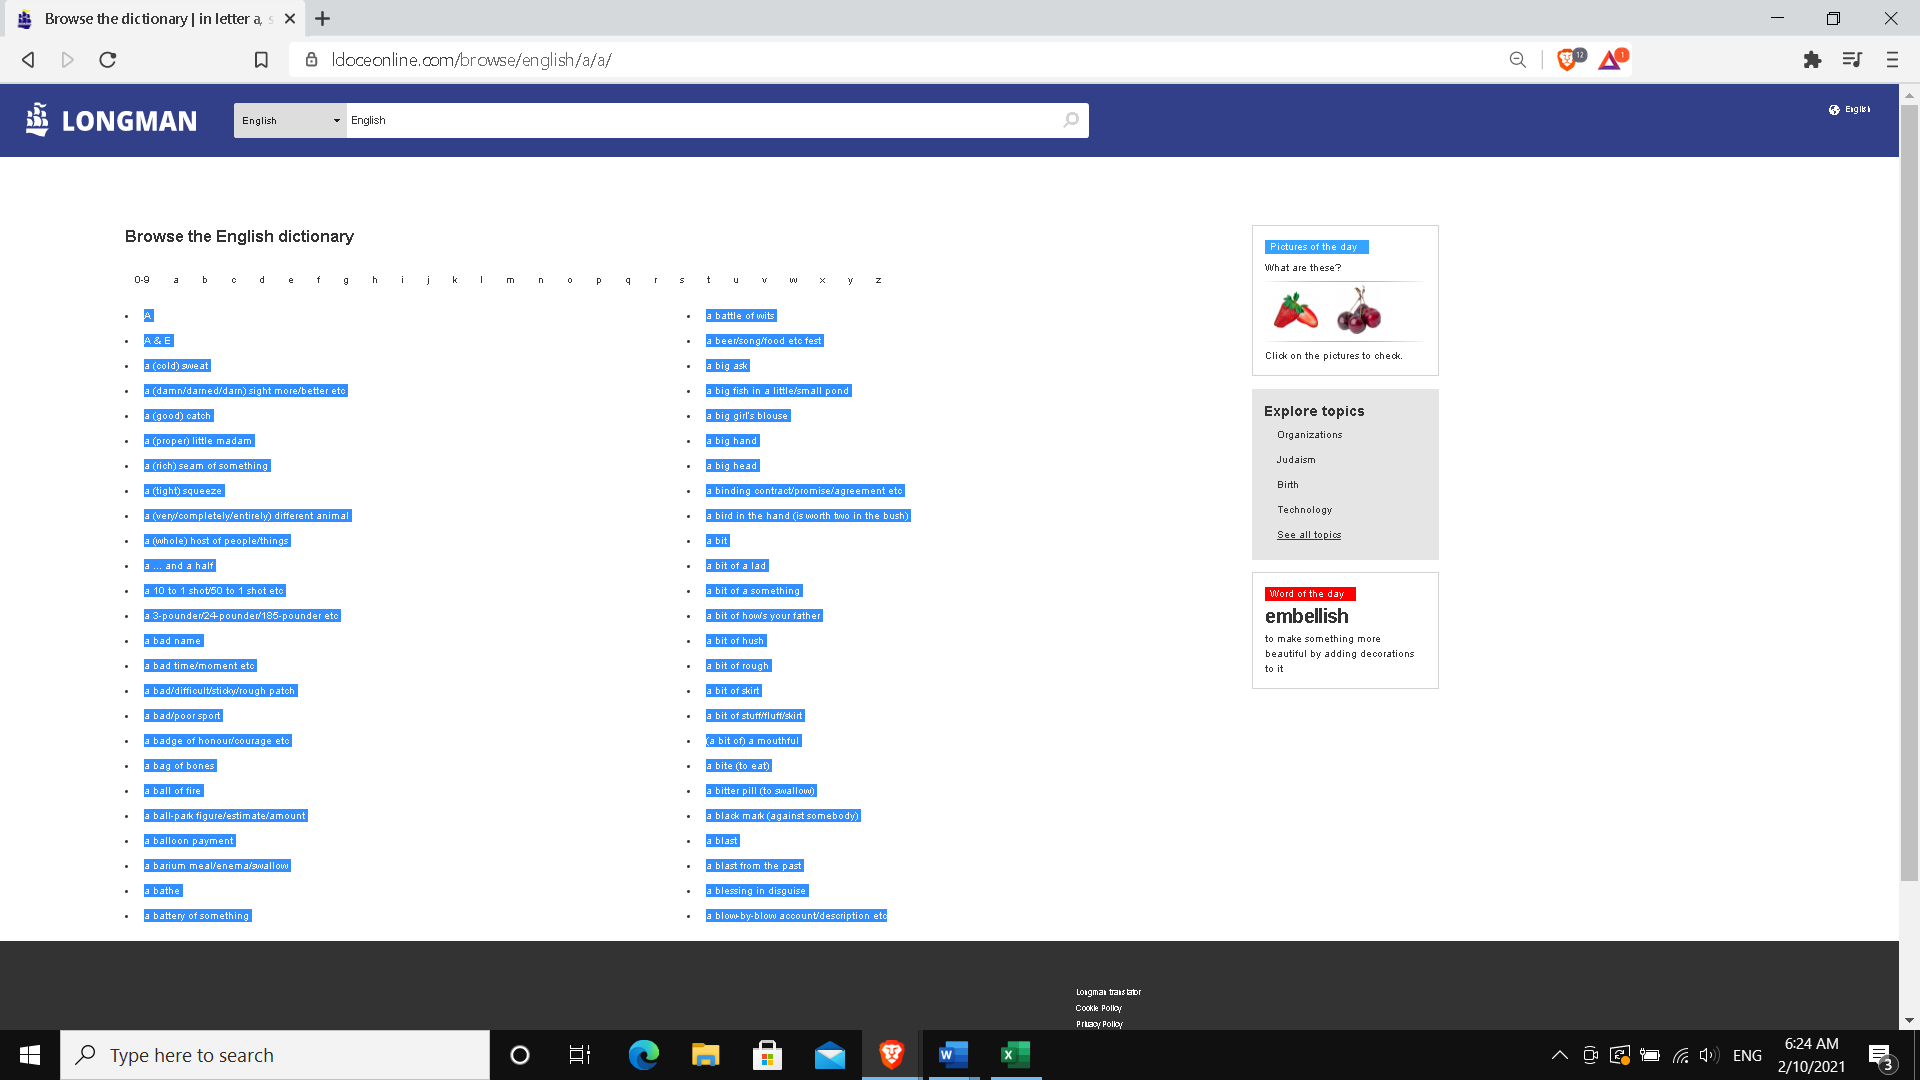 Browse the dictionary | in letter a, s
ldoceonline.com/browse/english/a/a/
12
1
LONGMAN
English
English
English
Browse the English dictionary
0-9 a b c d e f g h i j k l m n o p q r s t u v w x y z
A
A & E
a (cold) sweat
a (damn/darned/darn) sight more/better etc
a (good) catch
a (proper) little madam
a (rich) seam of something
a (tight) squeeze
a (very/completely/entirely) different animal
a (whole) host of people/things
a ... and a half
a 10 to 1 shot/50 to 1 shot etc
a 3-pounder/24-pounder/185-pounder etc
a bad name
a bad time/moment etc
a bad/difficult/sticky/rough patch
a bad/poor sport
a badge of honour/courage etc
a bag of bones
a ball of fire
a ball-park figure/estimate/amount
a balloon payment
a barium meal/enema/swallow
a bathe
a battery of something
a battle of wits
a beer/song/food etc fest
a big ask
a big fish in a little/small pond
a big girl's blouse
a big hand
a big head
a binding contract/promise/agreement etc
a bird in the hand (is worth two in the bush)
a bit
a bit of a lad
a bit of a something
a bit of how's your father
a bit of hush
a bit of rough
a bit of skirt
a bit of stuff/fluff/skirt
(a bit of) a mouthful
a bite (to eat)
a bitter pill (to swallow)
a black mark (against somebody)
a blast
a blast from the past
a blessing in disguise
a blow-by-blow account/description etc
Pictures of the day
What are these?
Click on the pictures to check.
Explore topics
Organizations
Judaism
Birth
Technology
See all topics
Word of the day
embellish
to make something more
beautiful by adding decorations
to it
Longman translator
Cookie Policy
Privacy Policy
Type here to search
ENG
6:24 AM
2/10/2021
3